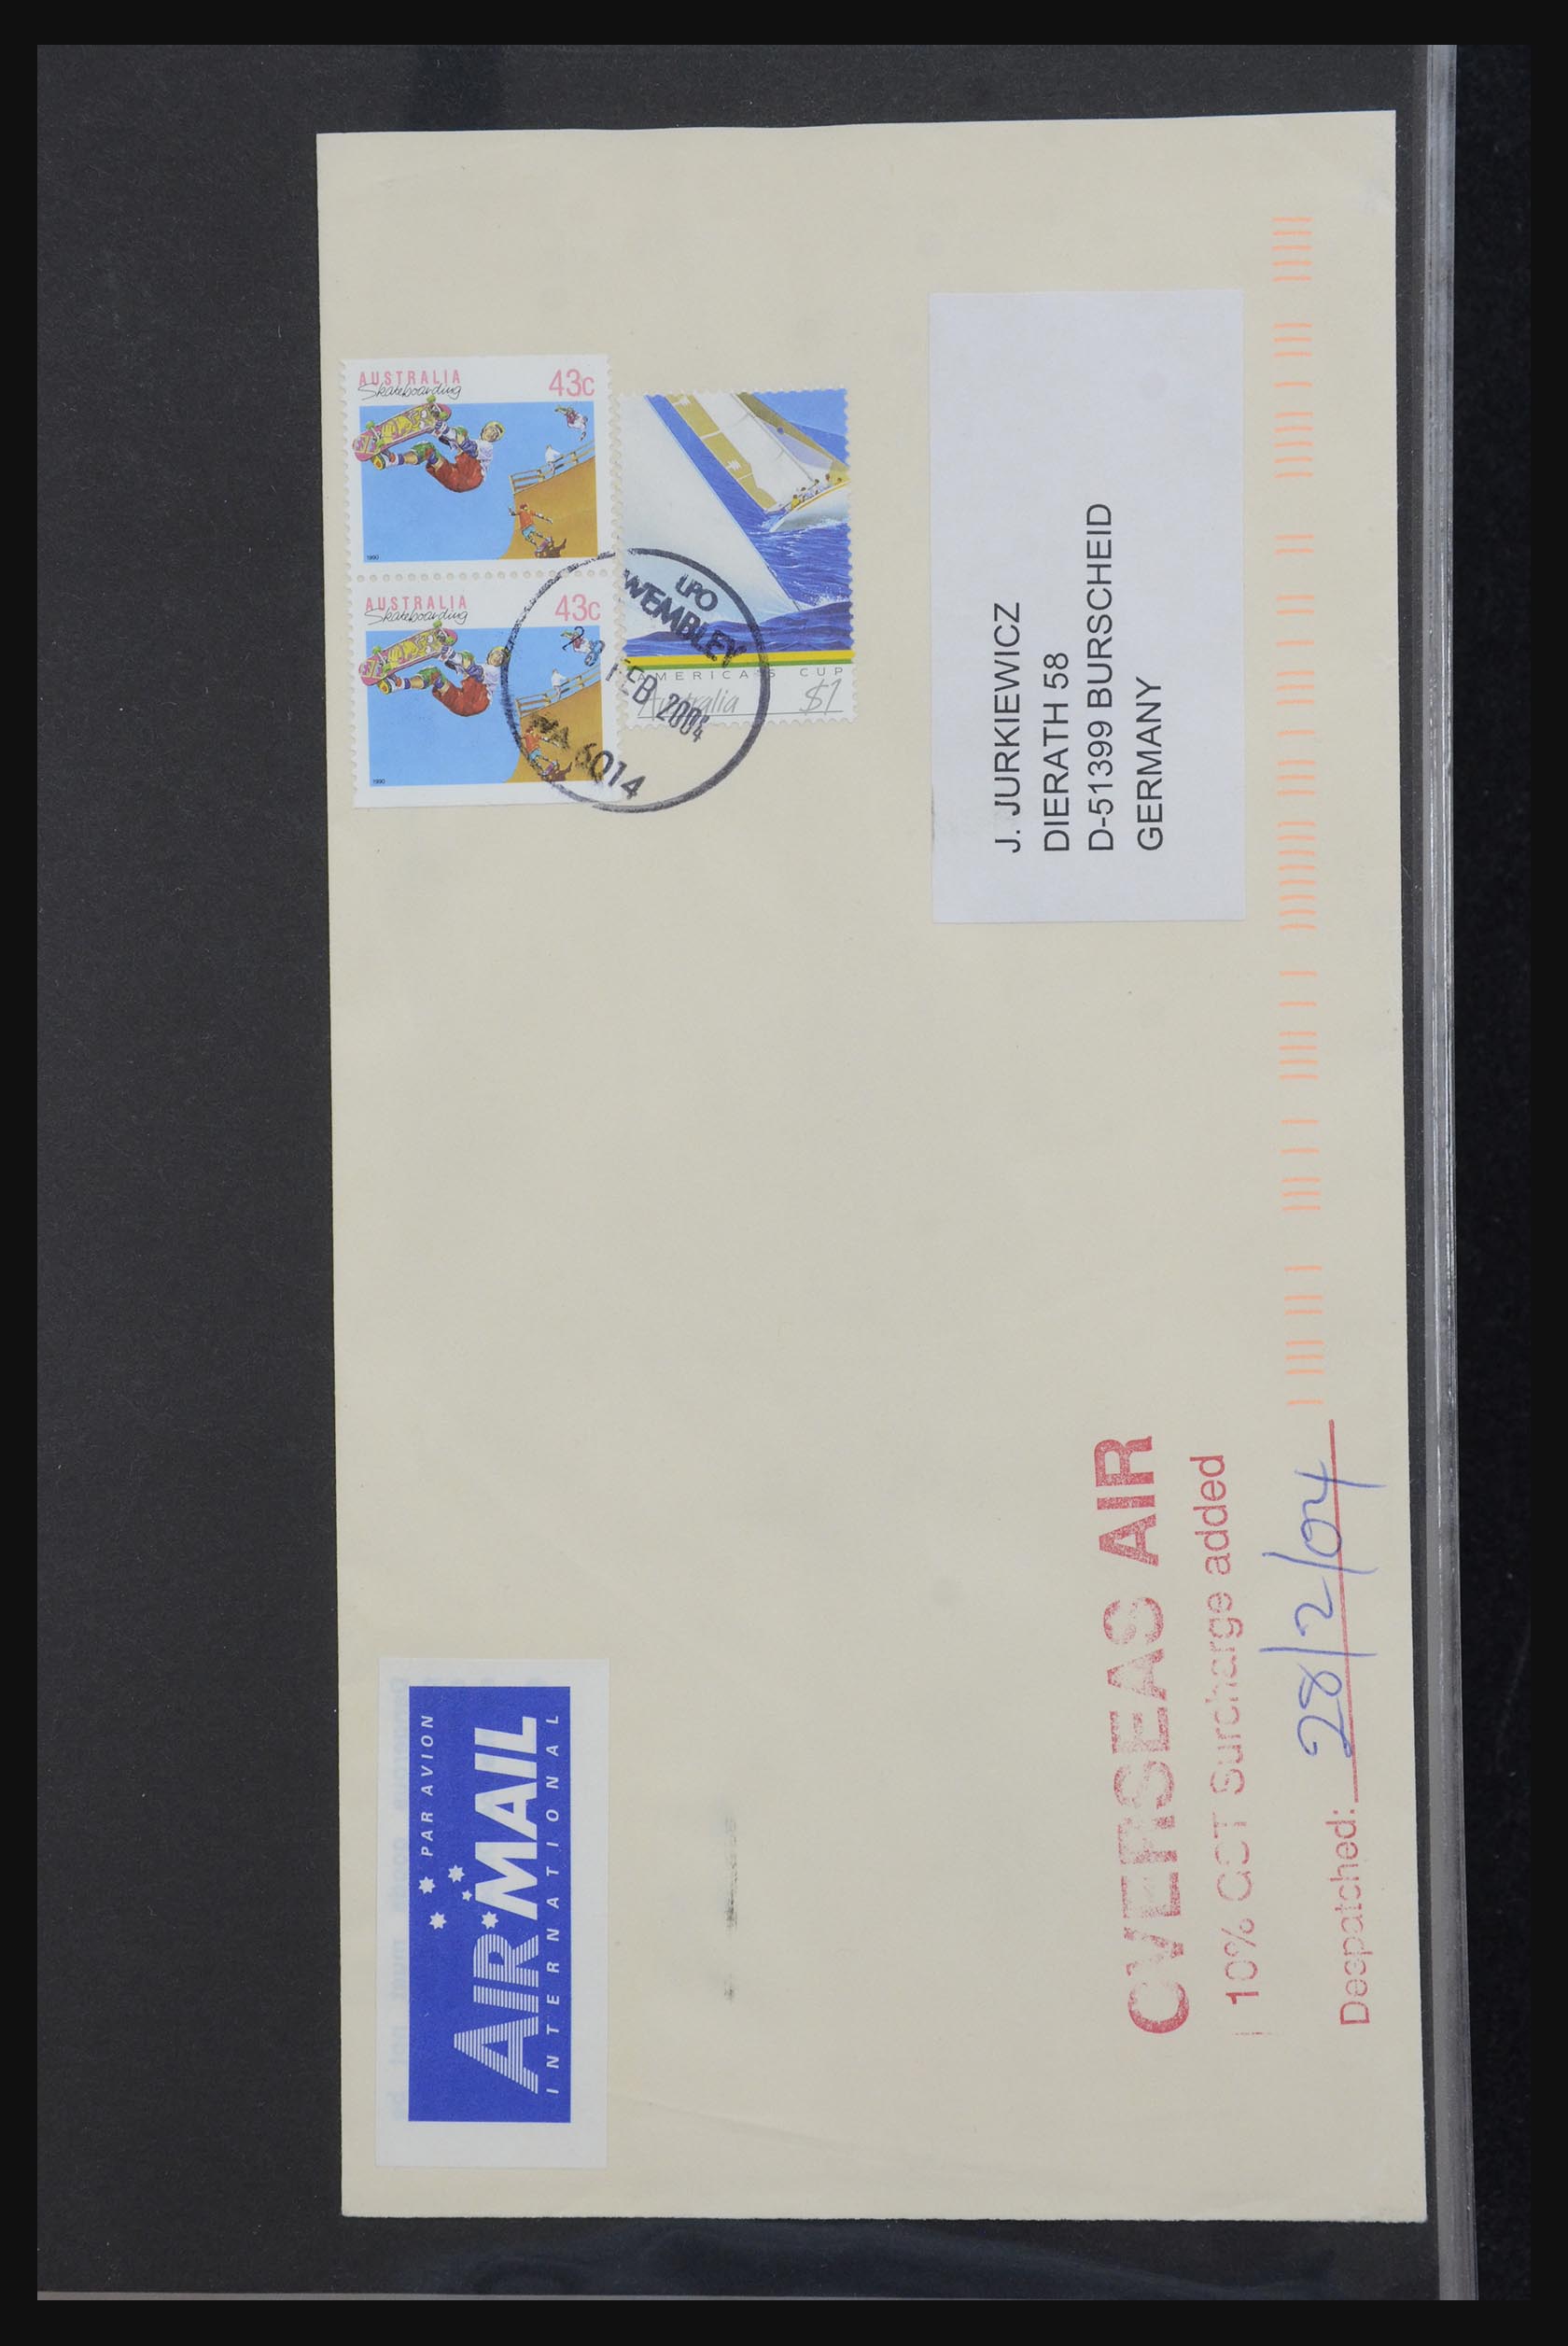 AUSTRALIA
Skateboarding
43c
1990
AUSTRALIA
Skateboarding
43c
1990
AMERICA'S CUP
Australia $1
LPO
WEMBLEY
28 FEB 2004
WA 6014
J. JURKIEWICZ
DIERATH 58
D-51399 BURSCHEID
GERMANY
PAR AVION
AIR MAIL
INTERNATIONAL
OVERSEAS AIR
10% GST Surcharge added
Despatched: 28/2/04